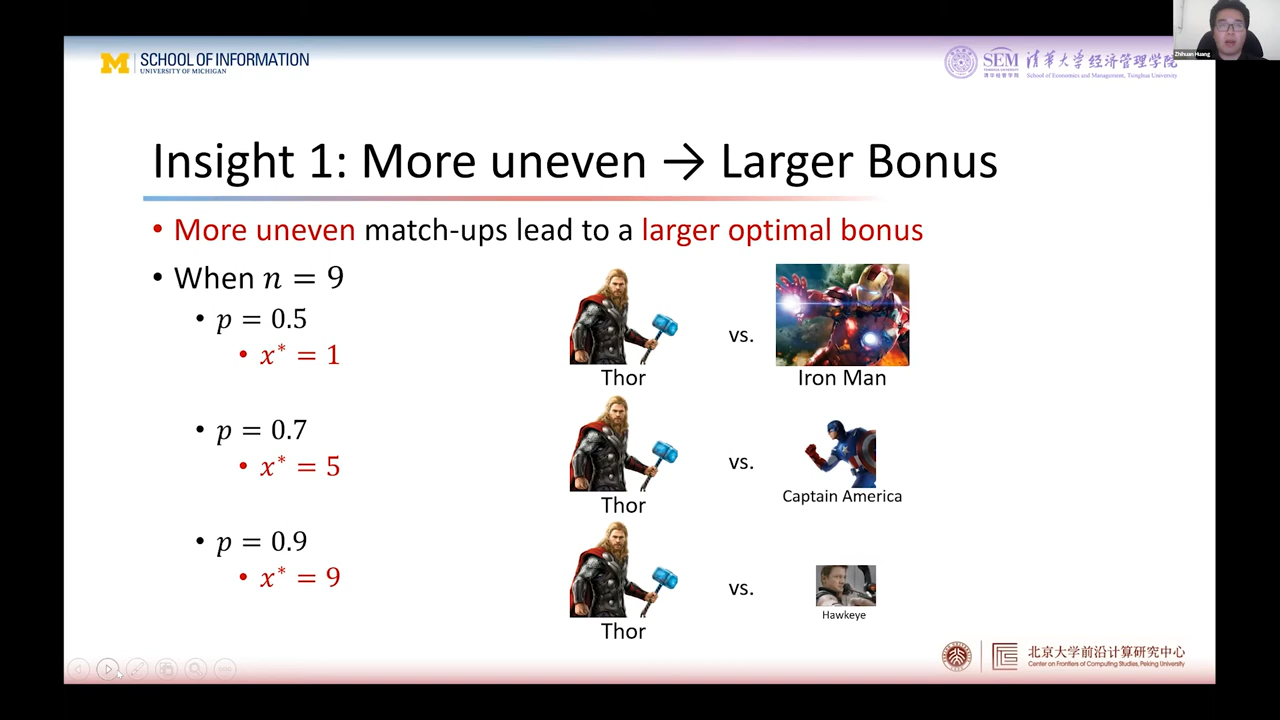 Zhihuan Huang
M SCHOOL OF INFORMATION
UNIVERSITY OF MICHIGAN
SEM 清华大学经济管理学院
School of Economics and Management, Tsinghua University
Insight 1: More uneven → Larger Bonus
• More uneven match-ups lead to a larger optimal bonus
• When n = 9
• p = 0.5
• x* = 1
vs.
Thor
Iron Man
• p = 0.7
• x* = 5
vs.
Thor
Captain America
• p = 0.9
• x* = 9
vs.
Thor
Hawkeye
北京大学前沿计算研究中心
Center on Frontiers of Computing Studies, Peking University